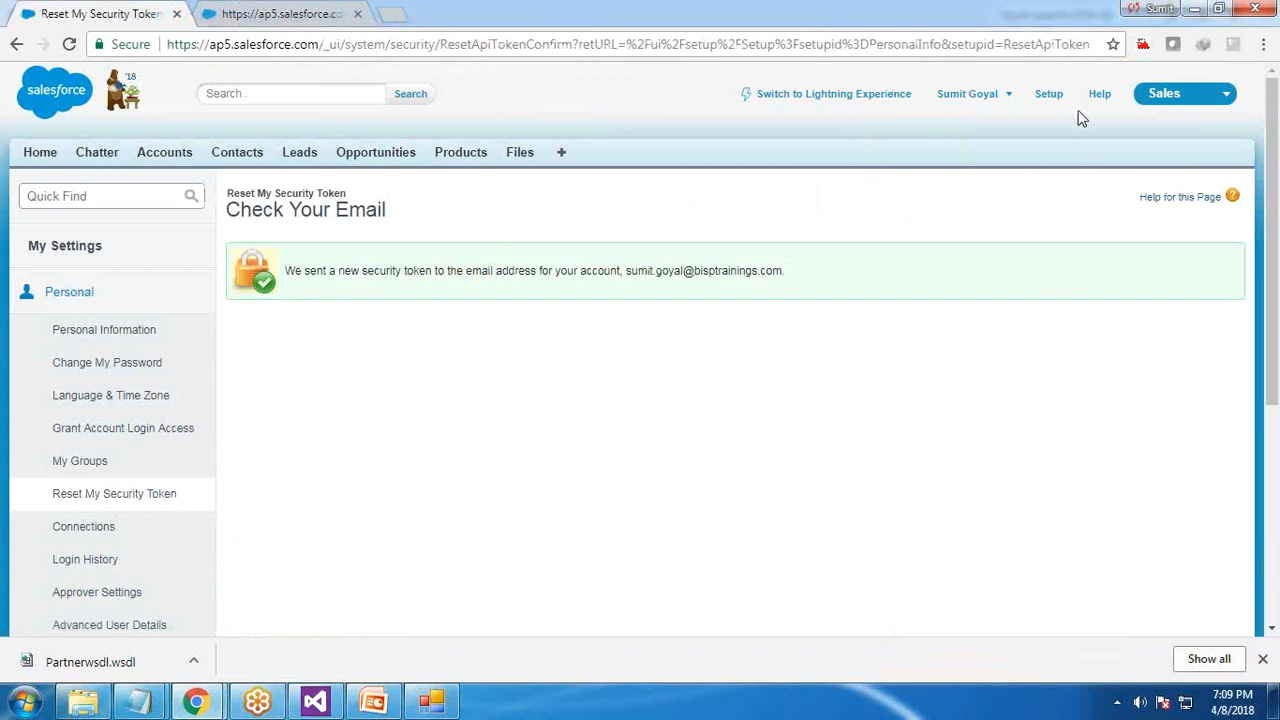 Reset My Security Token
https://ap5.salesforce.co
Sumit
Secure
https://ap5.salesforce.com/_ui/system/security/ResetApiTokenConfirm?retURL=%2Fui%2Fsetup%2FSetup%3Fsetupid%3DPersonalInfo&setupid=ResetApiToken
salesforce
'18
Search..
Search
Switch to Lightning Experience
Sumit Goyal
Setup
Help
Sales
Home
Chatter
Accounts
Contacts
Leads
Opportunities
Products
Files
+
Quick Find
My Settings
Personal
Personal Information
Change My Password
Language & Time Zone
Grant Account Login Access
My Groups
Reset My Security Token
Connections
Login History
Approver Settings
Advanced User Details
Reset My Security Token
Check Your Email
Help for this Page
?
We sent a new security token to the email address for your account, sumit.goyal@bisptrainings.com.
Partnerwsdl.wsdl
Show all
7:09 PM
4/8/2018